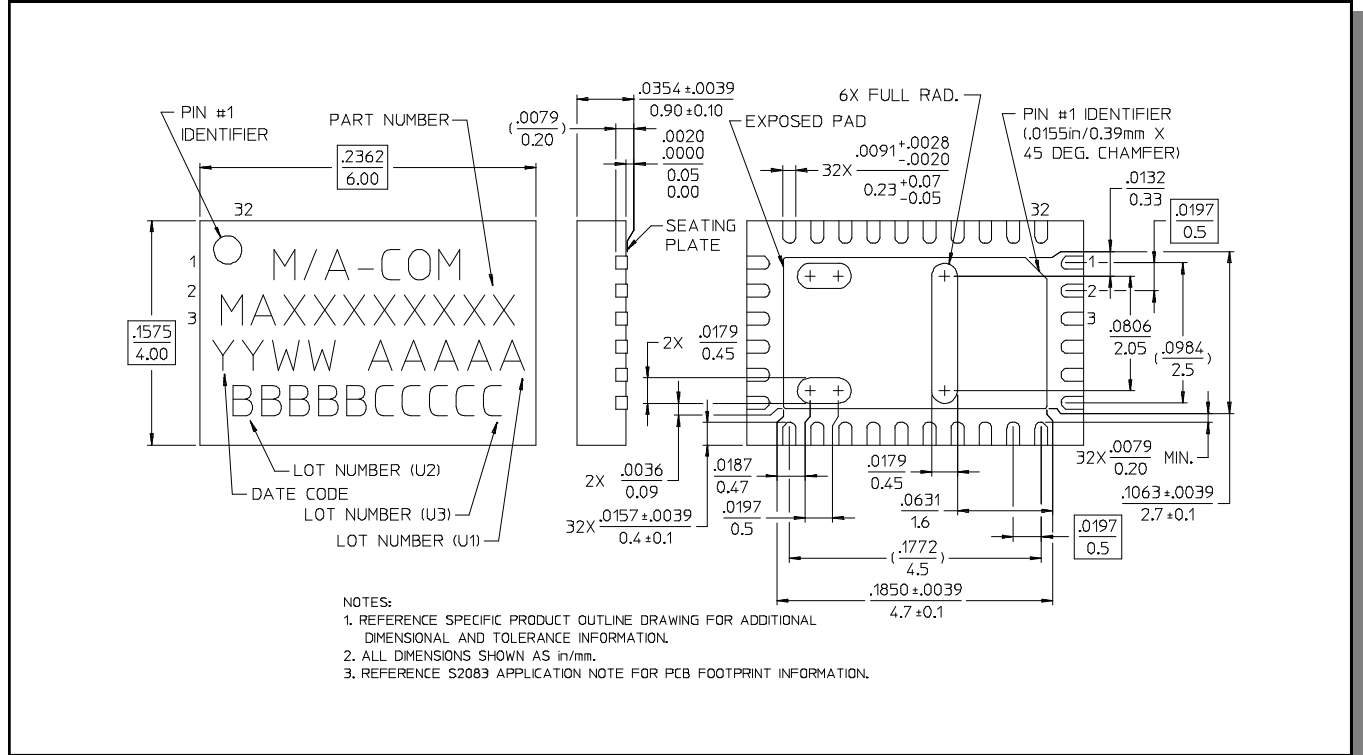 PIN #1
IDENTIFIER
PART NUMBER
.2362
6.00
32
1
2
3
.1575
4.00
M/A-COM
MAXXXXXXXXX
YYWW AAAAA
BBBBBCCCCC
LOT NUMBER (U2)
DATE CODE
LOT NUMBER (U3)
LOT NUMBER (U1)
.0354 ±.0039
0.90 ±0.10
(.0079)
0.20
.0020
.0000
0.05
0.00
SEATING
PLATE
EXPOSED PAD
6X FULL RAD.
PIN #1 IDENTIFIER
(.0155in/0.39mm X
45 DEG. CHAMFER)
32X .0091 +.0028
-.0020
0.23 +0.07
-0.05
32
.0132
0.33
.0197
0.5
1
2
3
.0806
2.05
(.0984)
2.5
2X .0179
0.45
2X .0036
0.09
32X .0157 ±.0039
0.4 ±0.1
.0187
0.47
.0197
0.5
.0179
0.45
.0631
1.6
32X .0079 MIN.
0.20
.1063 ±.0039
2.7 ±0.1
.0197
0.5
(.1772)
4.5
.1850 ±.0039
4.7 ±0.1
NOTES:
1. REFERENCE SPECIFIC PRODUCT OUTLINE DRAWING FOR ADDITIONAL
DIMENSIONAL AND TOLERANCE INFORMATION.
2. ALL DIMENSIONS SHOWN AS in/mm.
3. REFERENCE S2083 APPLICATION NOTE FOR PCB FOOTPRINT INFORMATION.